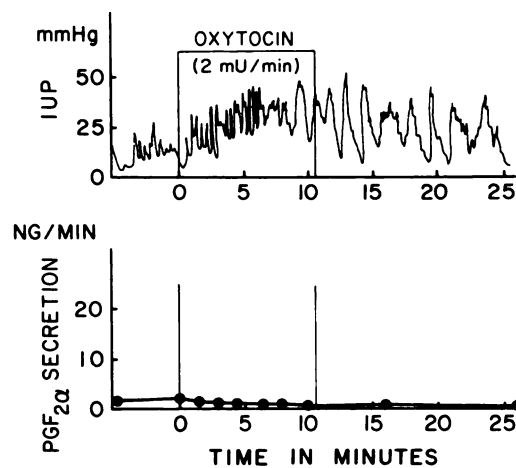 mmHg
OXYTOCIN
(2 mU/min)
IUP
50
25
0
0 5 10 15 20 25
NG/MIN
PGF2α SECRETION
20
10
0
0 5 10 15 20 25
TIME IN MINUTES